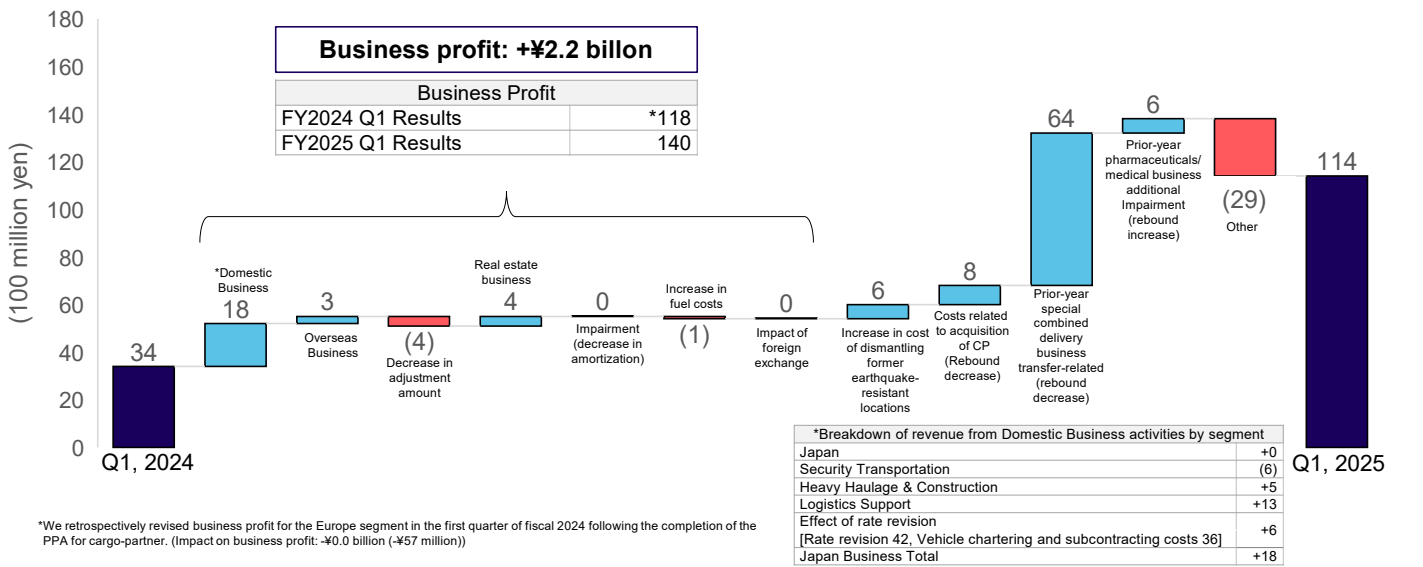 180
160
140
120
100
80
60
40
20
0
(100 million yen)
Business profit: +¥2.2 billon
Business Profit
FY2024 Q1 Results *118
FY2025 Q1 Results 140
34
Q1, 2024
*Domestic
Business
18
3
Overseas
Business
(4)
Decrease in
adjustment
amount
Real estate
business
4
0
Impairment
(decrease in
amortization)
Increase in
fuel costs
(1)
0
Impact of
foreign
exchange
6
Increase in cost
of dismantling
former
earthquake-
resistant
locations
8
Costs related
to acquisition
of CP
(Rebound
decrease)
64
Prior-year
special
combined
delivery
business
transfer-related
(rebound
decrease)
6
Prior-year
pharmaceuticals/
medical business
additional
Impairment
(rebound
increase)
(29)
Other
114
Q1, 2025
*Breakdown of revenue from Domestic Business activities by segment
Japan +0
Security Transportation (6)
Heavy Haulage & Construction +5
Logistics Support +13
Effect of rate revision
[Rate revision 42, Vehicle chartering and subcontracting costs 36] +6
Japan Business Total +18
*We retrospectively revised business profit for the Europe segment in the first quarter of fiscal 2024 following the completion of the
PPA for cargo-partner. (Impact on business profit: -¥0.0 billion (-¥57 million))